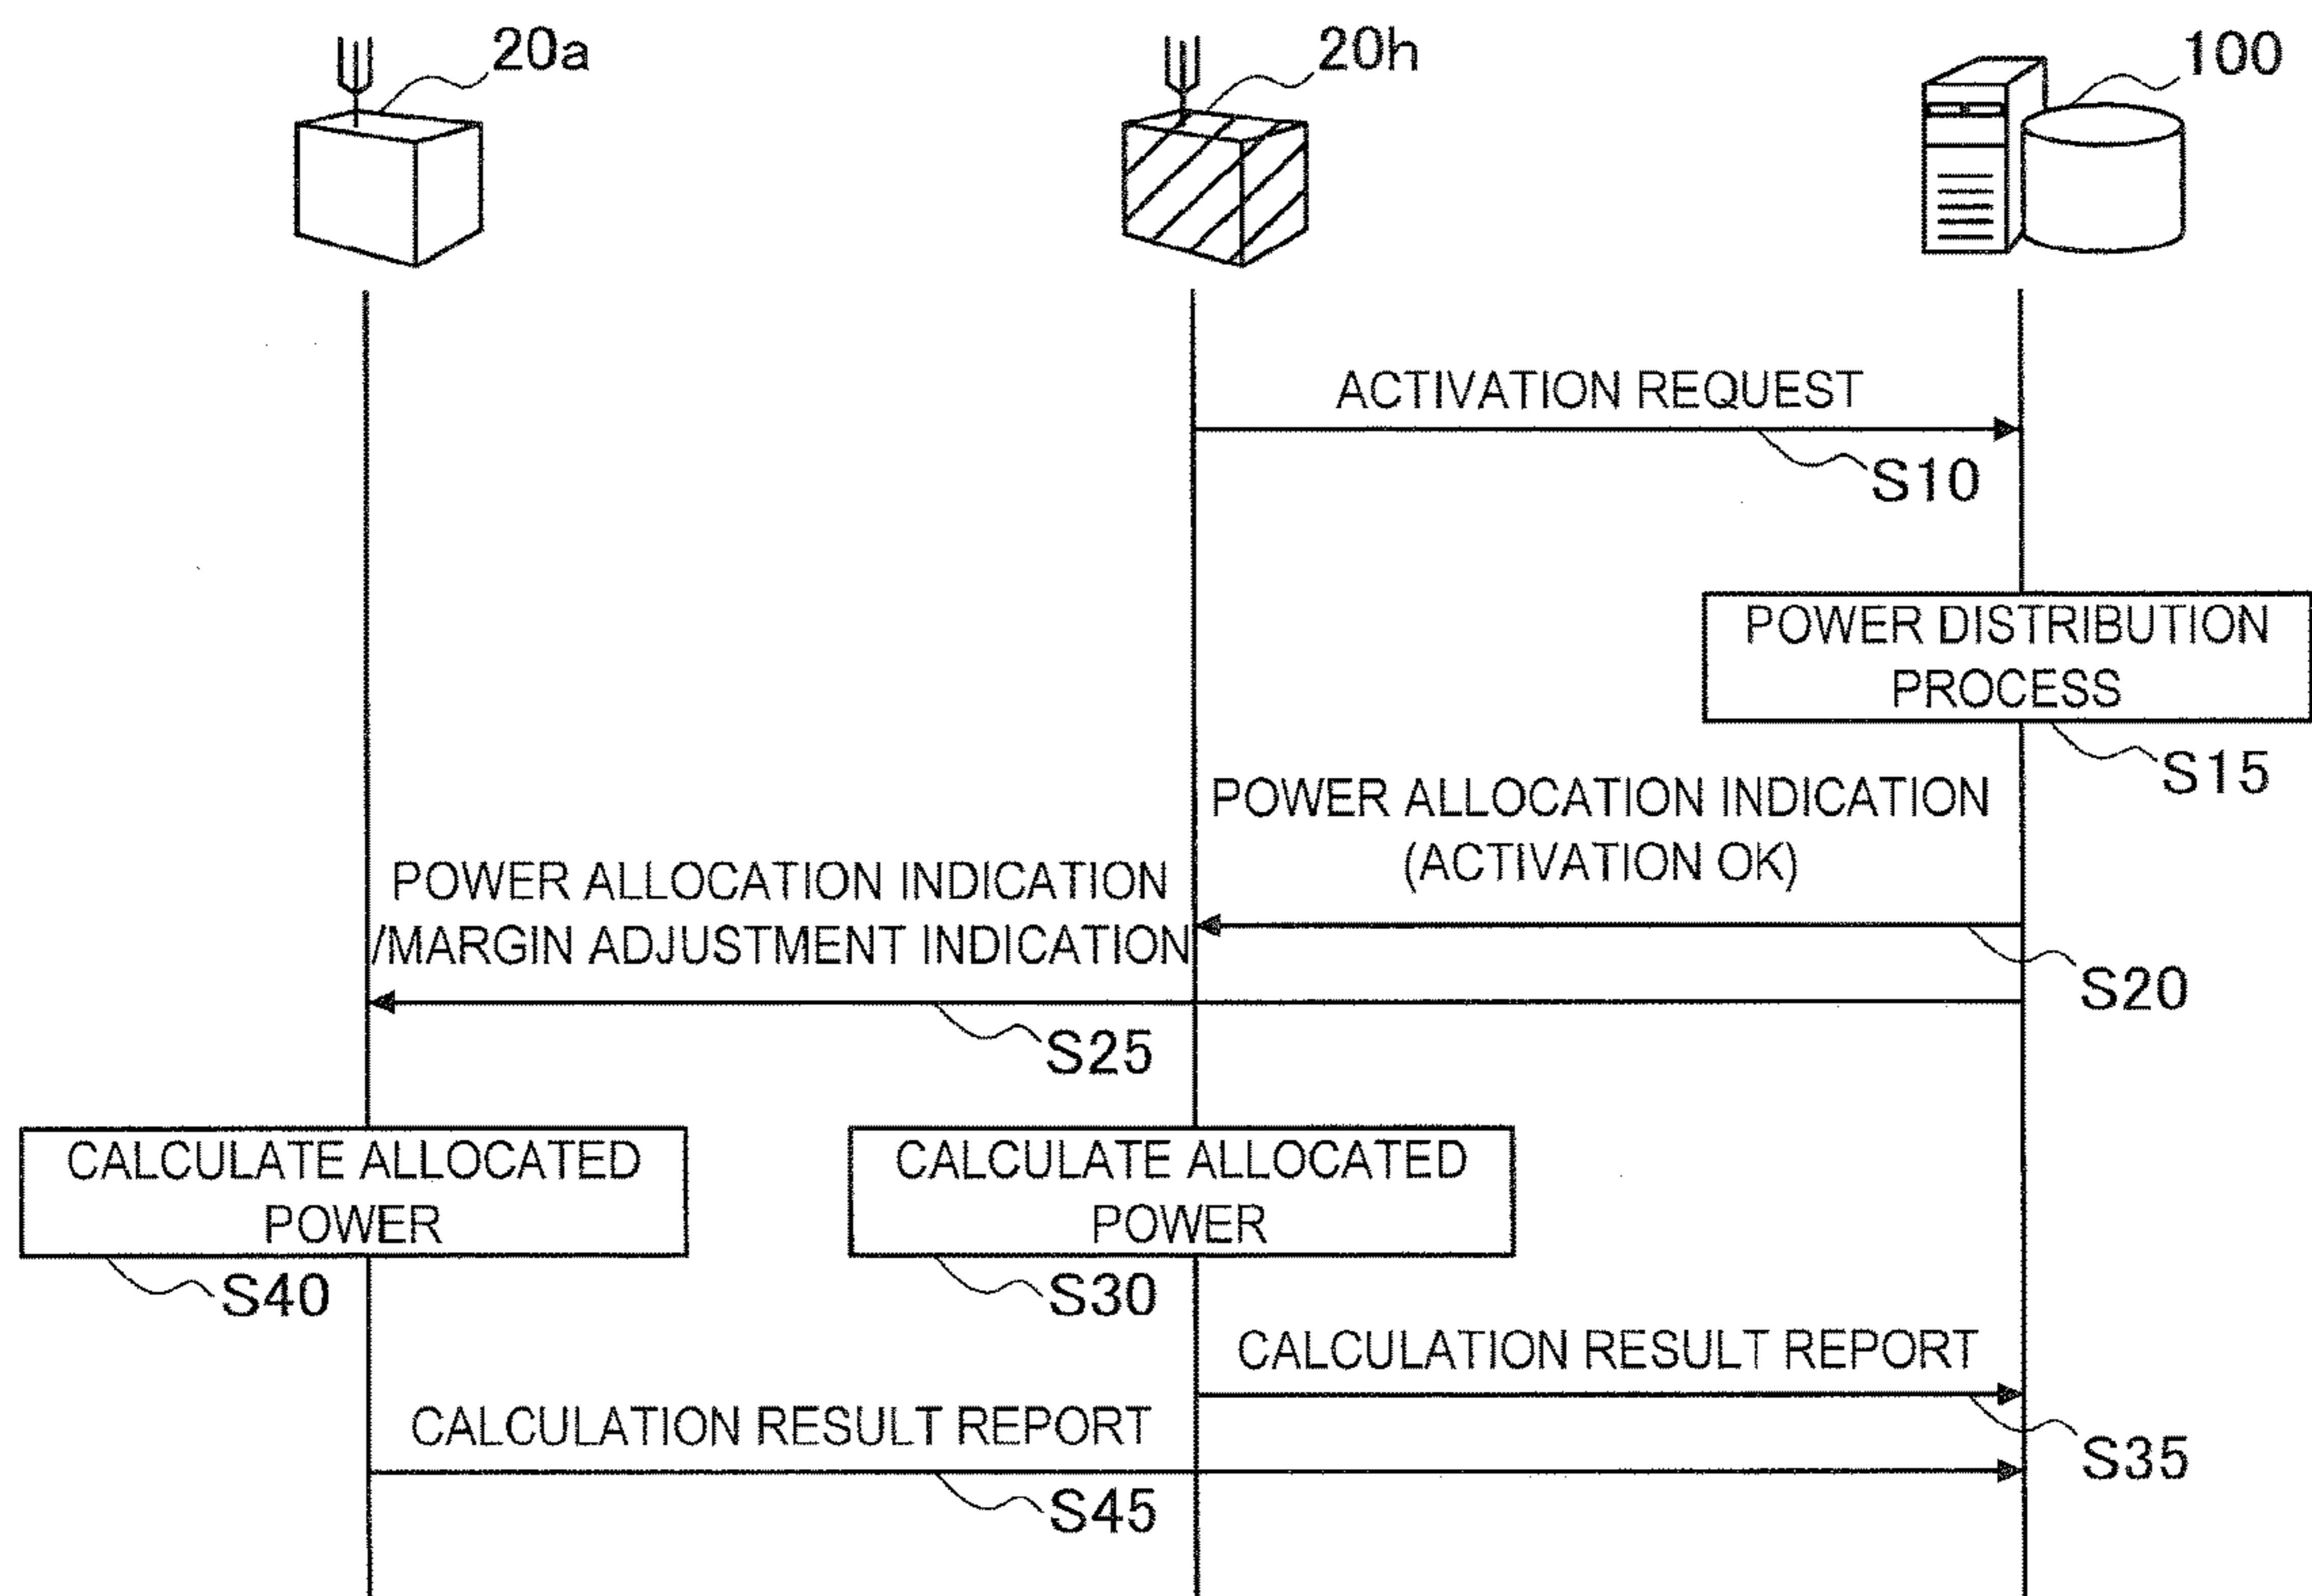 20a
20h
100
ACTIVATION REQUEST
S10
POWER DISTRIBUTION
PROCESS
S15
POWER ALLOCATION INDICATION
(ACTIVATION OK)
S20
POWER ALLOCATION INDICATION
/MARGIN ADJUSTMENT INDICATION
S25
CALCULATE ALLOCATED
POWER
S40
CALCULATE ALLOCATED
POWER
S30
CALCULATION RESULT REPORT
S35
CALCULATION RESULT REPORT
S45